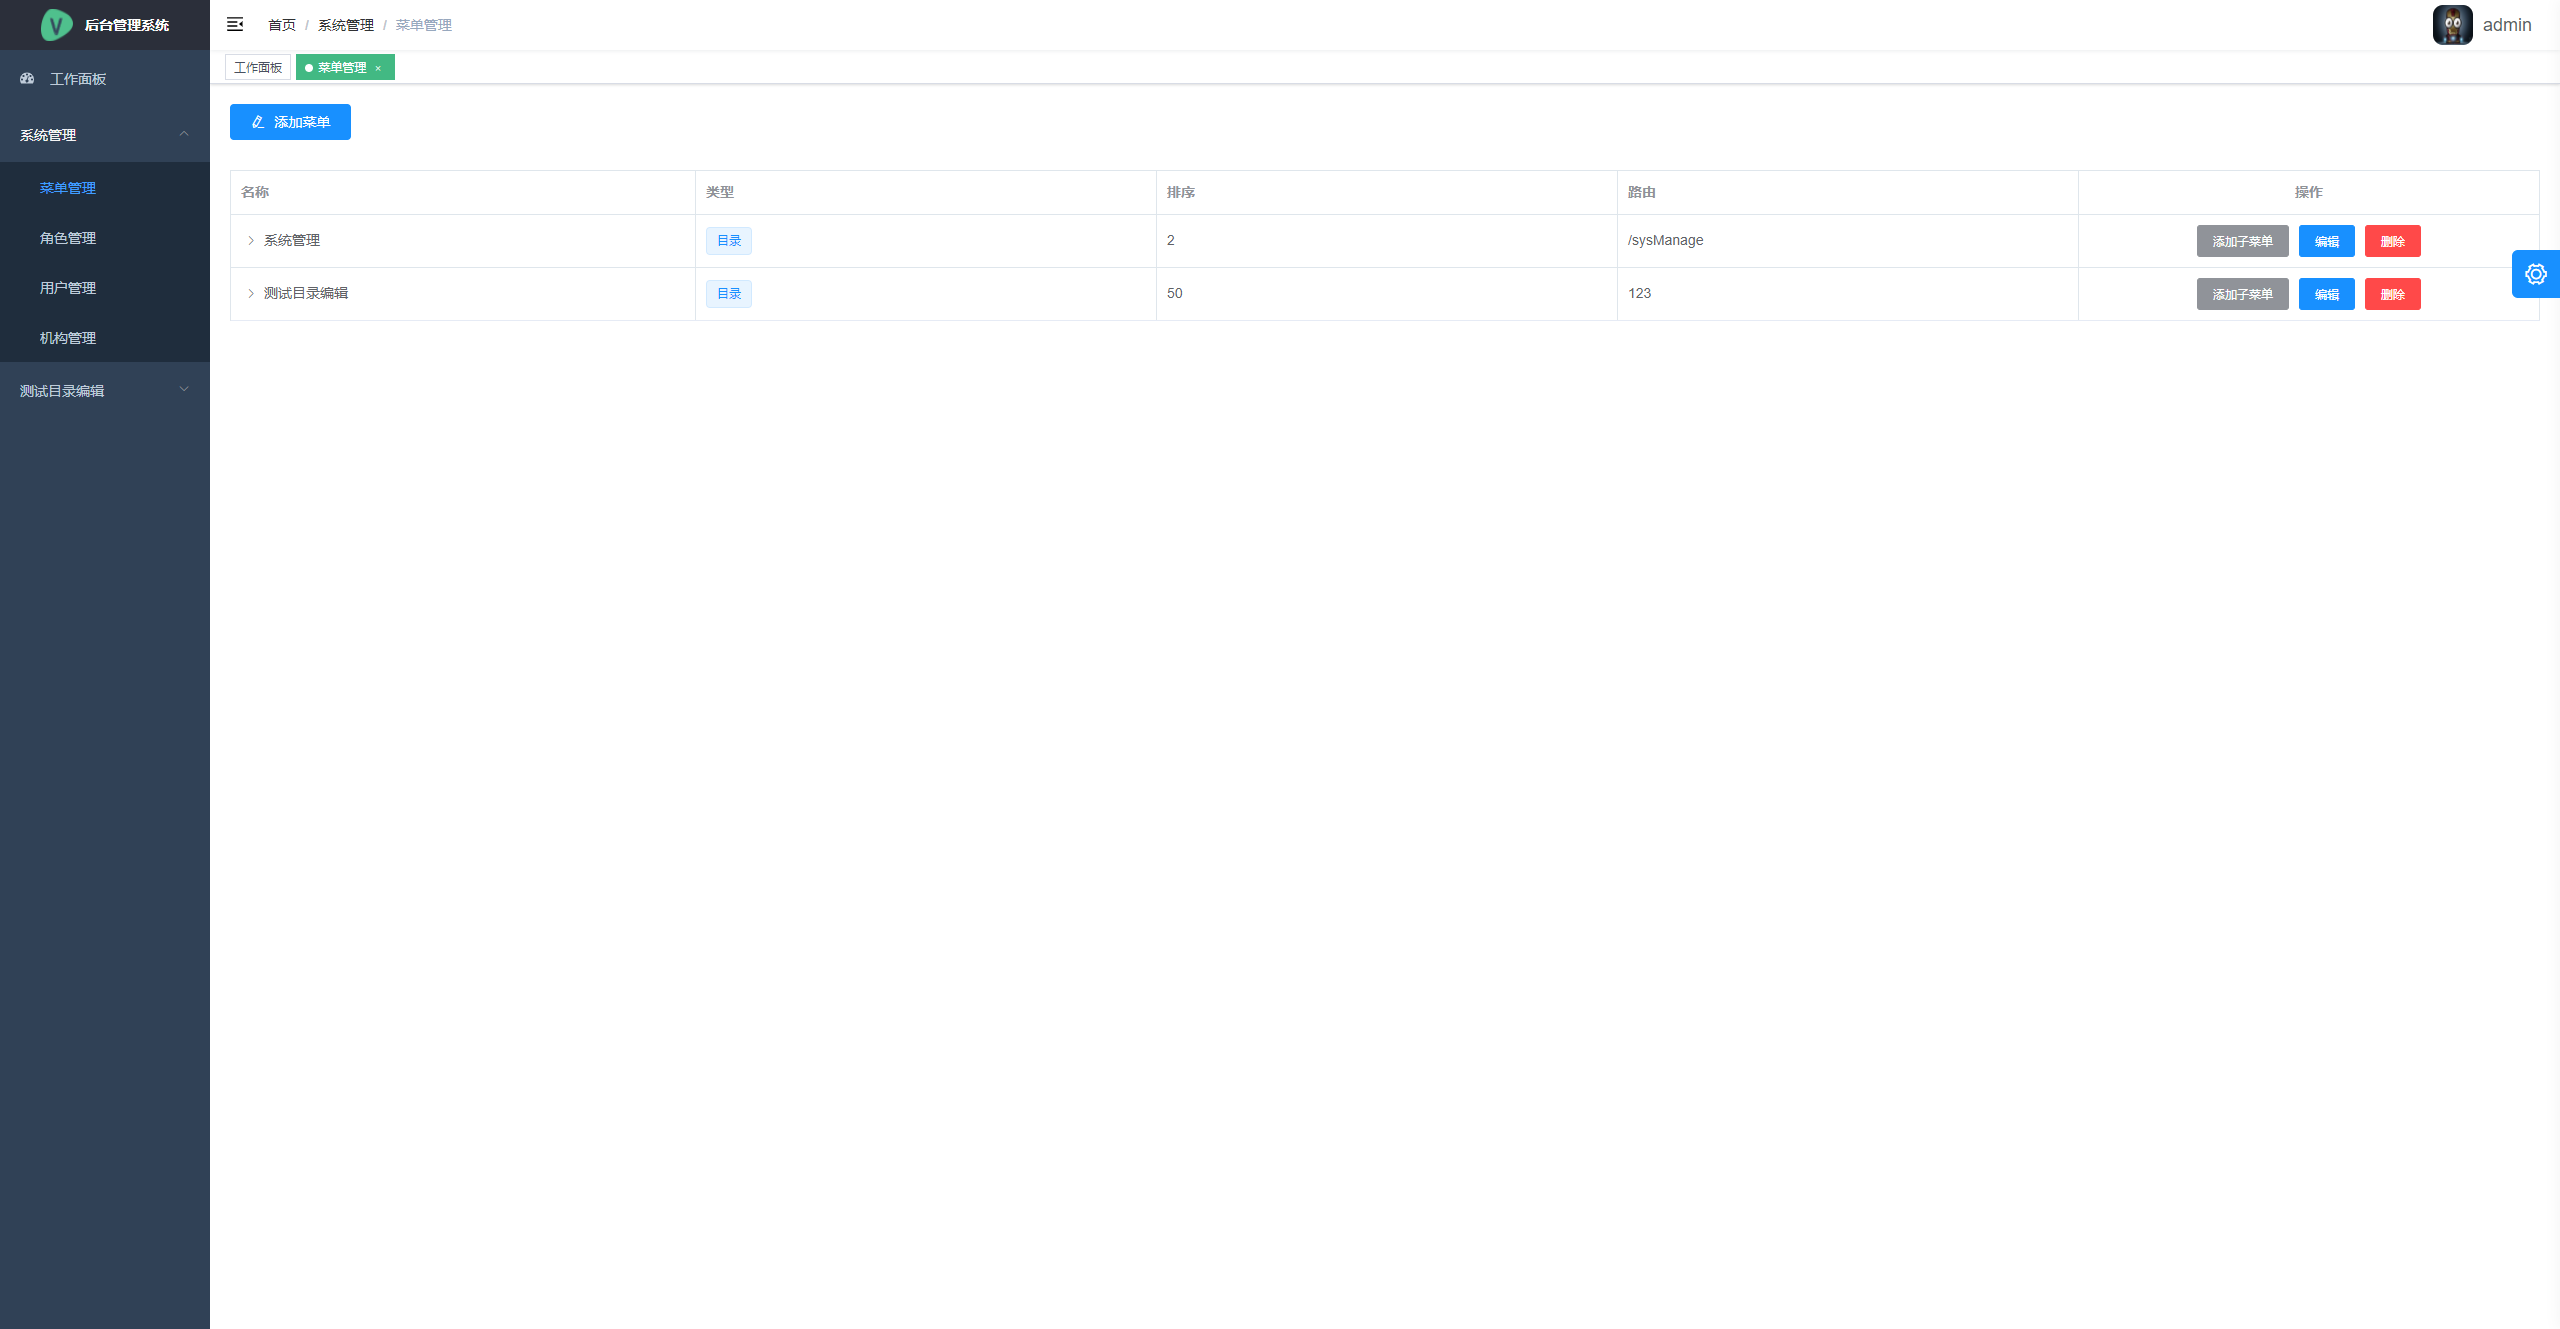 后台管理系统
首页 / 系统管理 / 菜单管理
admin
工作面板
菜单管理 ×
工作面板
系统管理
菜单管理
角色管理
用户管理
机构管理
测试目录编辑
添加菜单
名称 类型 排序 路由 操作
系统管理 目录 2 /sysManage 添加子菜单 编辑 删除
测试目录编辑 目录 50 123 添加子菜单 编辑 删除